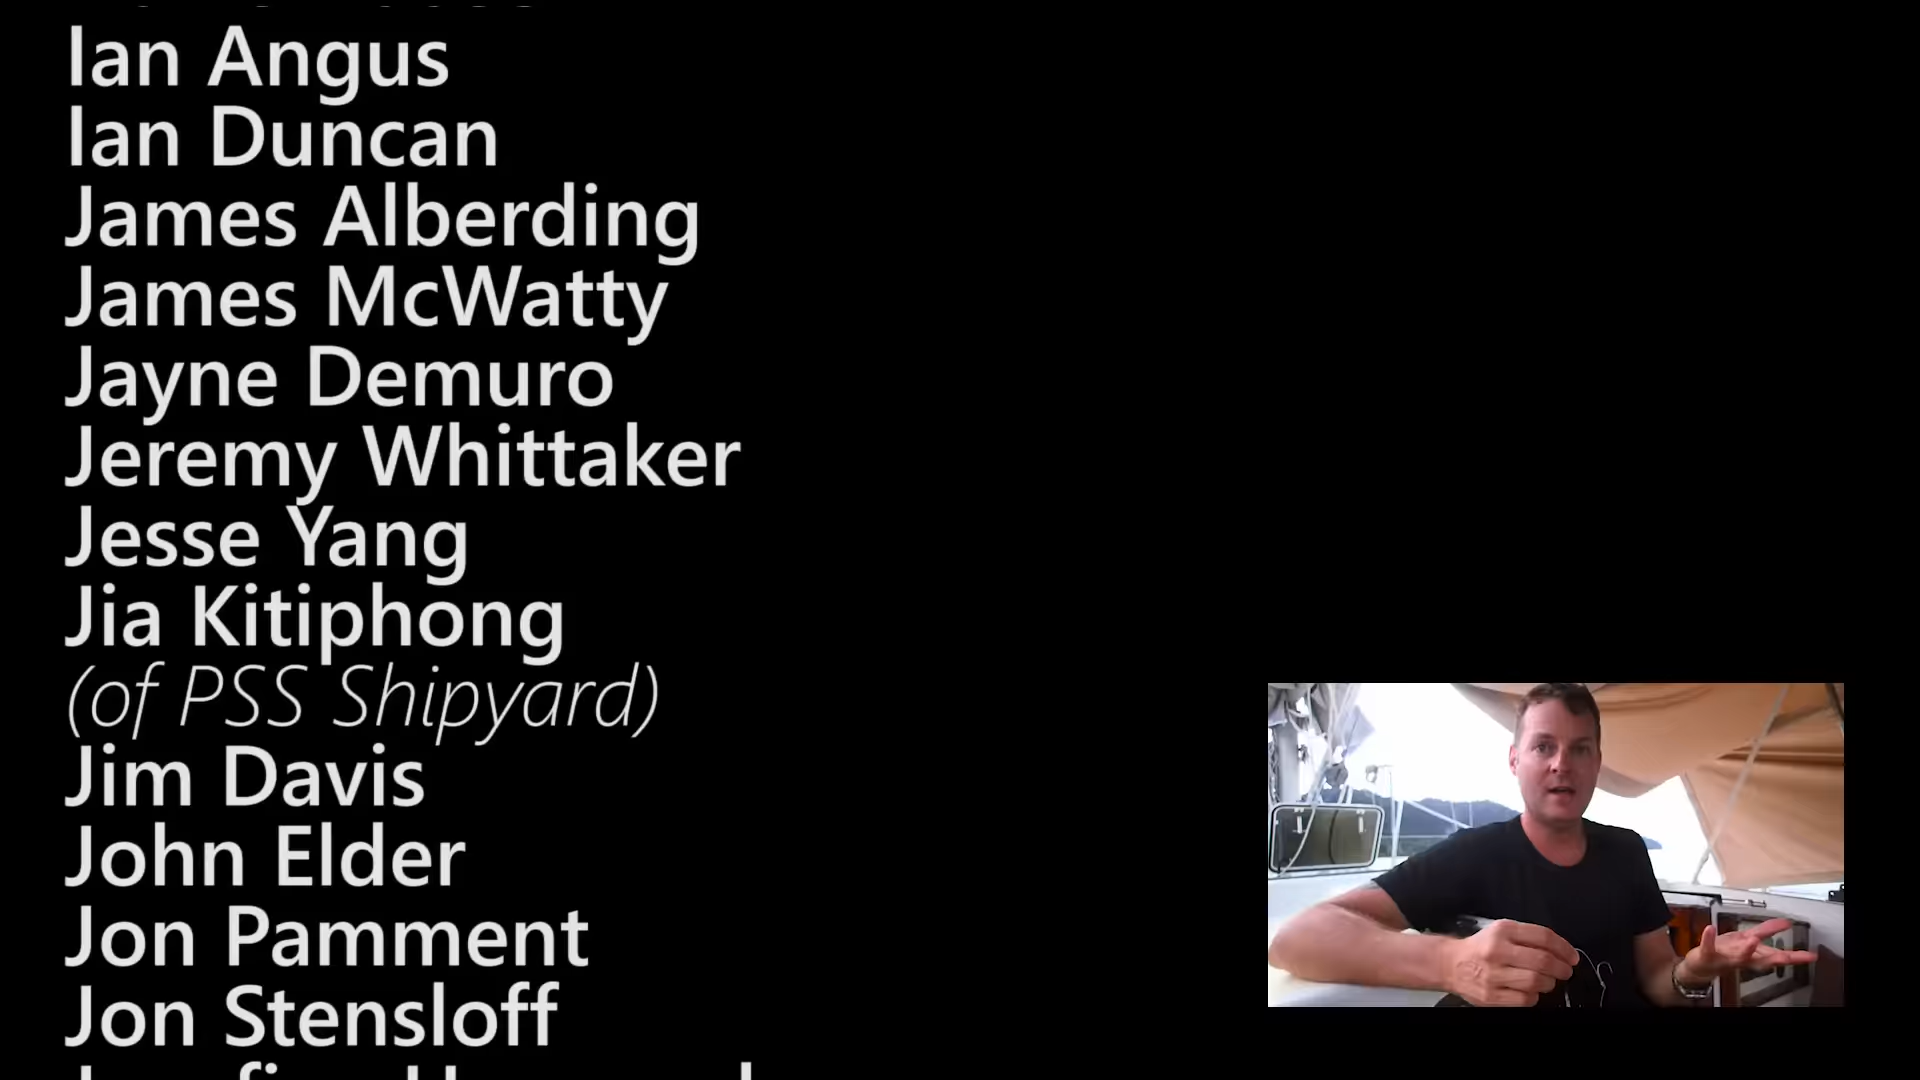 Ian Angus
Ian Duncan
James Alberding
James McWatty
Jayne Demuro
Jeremy Whittaker
Jesse Yang
Jia Kitiphong
(of PSS Shipyard)
Jim Davis
John Elder
Jon Pamment
Jon Stensloff